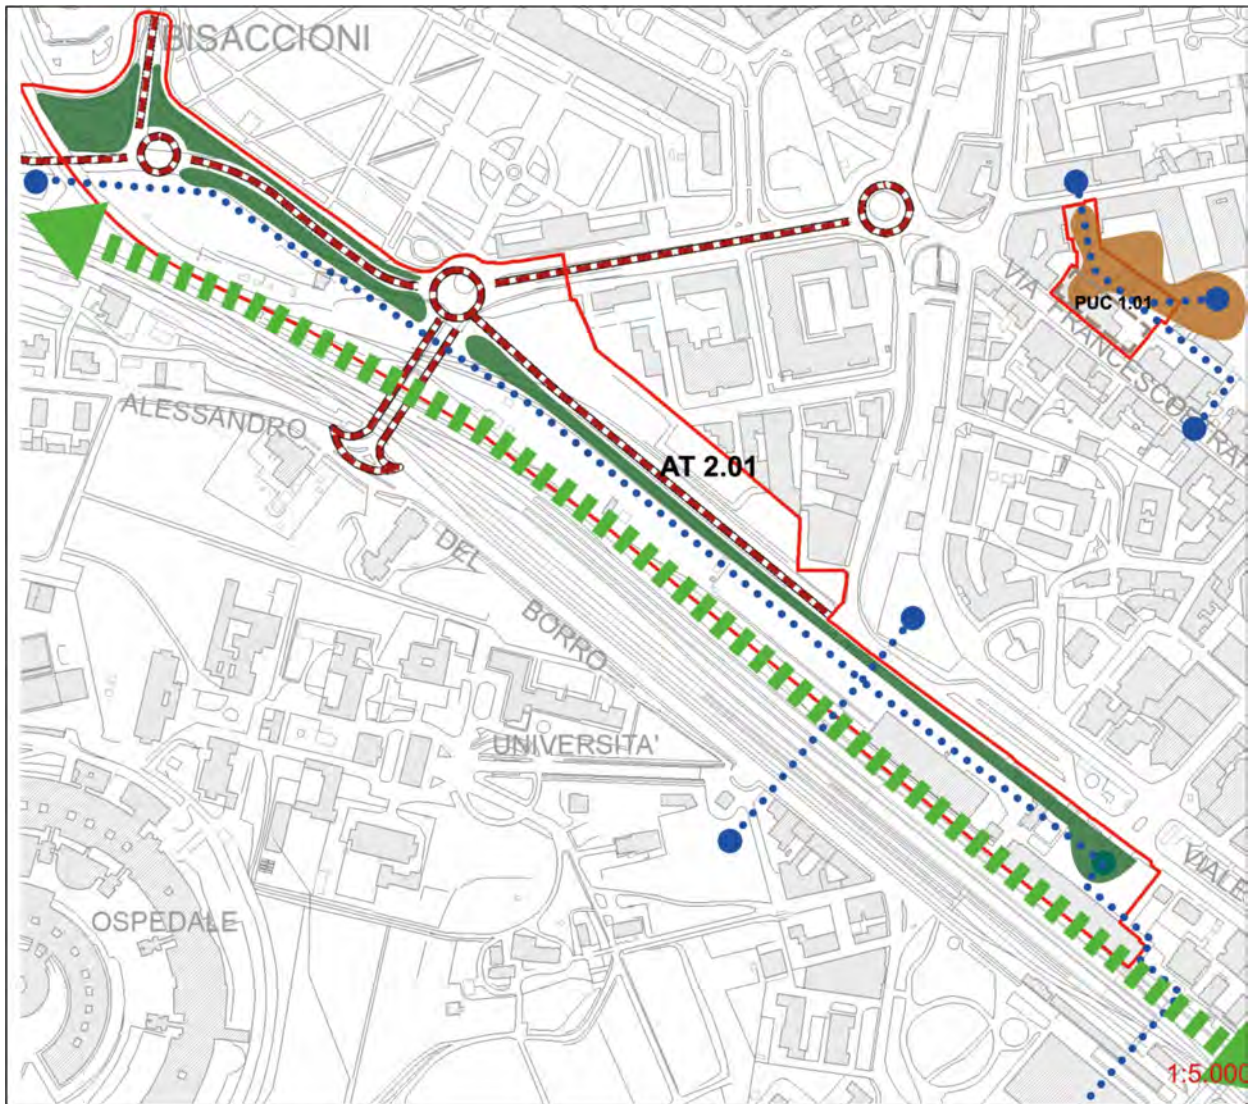 BISACCIONI
PUC 1.01
VIA FRANCESCO
ALESSANDRO
DEL
BORRO
AT 2.01
UNIVERSITA'
VIALE
OSPEDALE
1:5.000